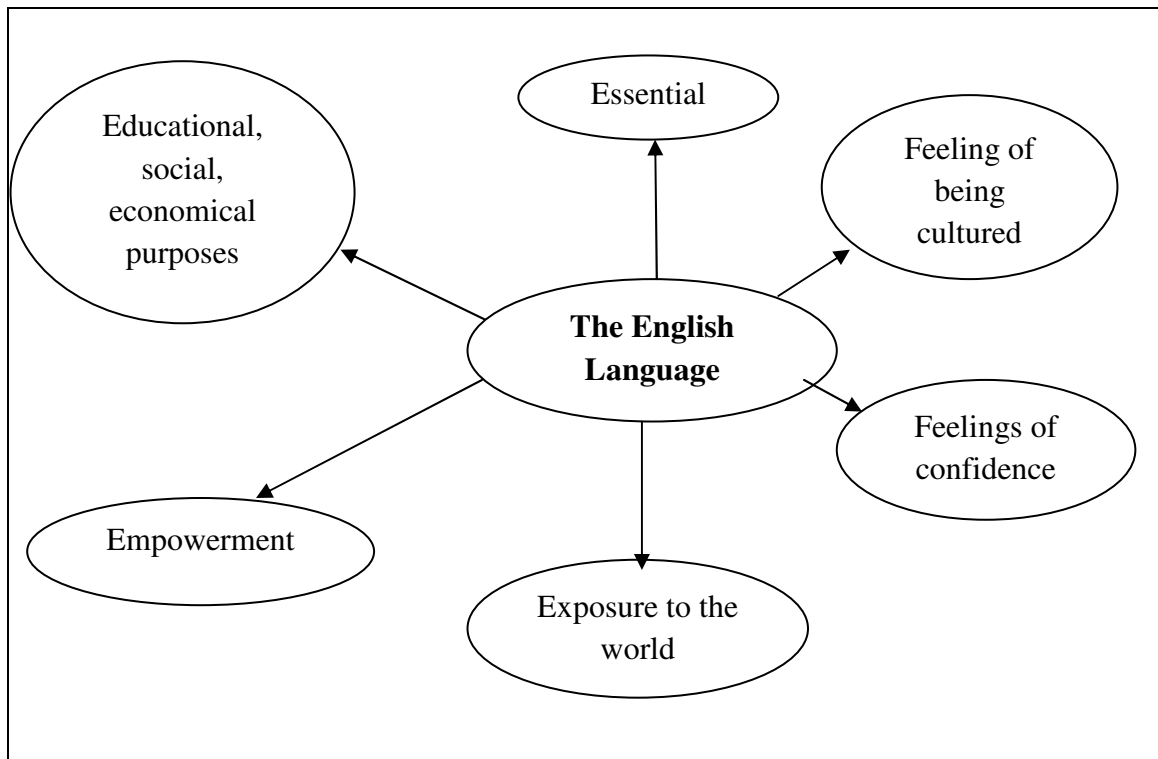 Essential
Educational,
social,
economical
purposes
Feeling of
being
cultured
The English
Language
Feelings of
confidence
Empowerment
Exposure to the
world